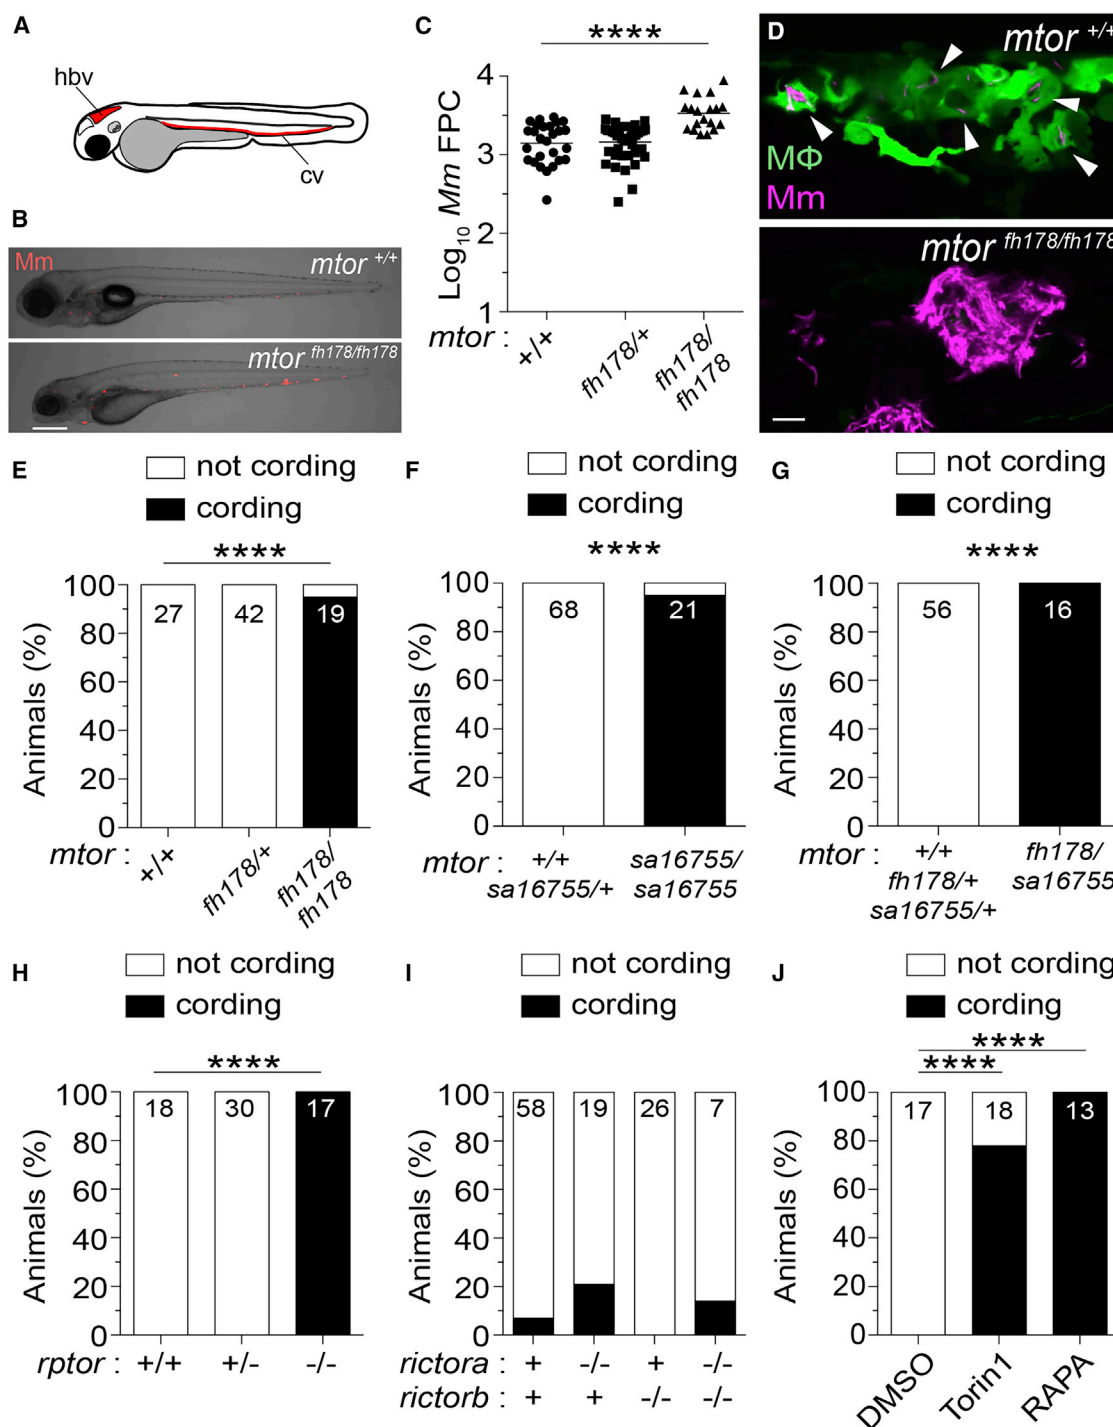 A
hbv
cv
B
Mm
mtor +/+
mtor fh178/fh178
C
****
Log10 Mm FPC
4
3
2
1
mtor :
+/+
fh178/+
fh178/
fh178
D
mtor +/+
MΦ
Mm
mtor fh178/fh178
E
not cording
cording
****
Animals (%)
100
80
60
40
20
0
27
42
19
mtor :
+/+
fh178/+
fh178/
fh178
F
not cording
cording
****
Animals (%)
100
80
60
40
20
0
68
21
mtor :
+/+
sa16755/+
sa16755/
sa16755
G
not cording
cording
****
Animals (%)
100
80
60
40
20
0
56
16
mtor :
+/+
fh178/+
sa16755/+
fh178/
sa16755
H
not cording
cording
****
Animals (%)
100
80
60
40
20
0
18
30
17
rptor : +/+ +/- -/-
I
not cording
cording
Animals (%)
100
80
60
40
20
0
58
19
26
7
rictora : + -/- + -/-
rictorb : + + -/- -/-
J
not cording
cording
****
****
Animals (%)
100
80
60
40
20
0
17
18
13
DMSO
Torin1
RAPA